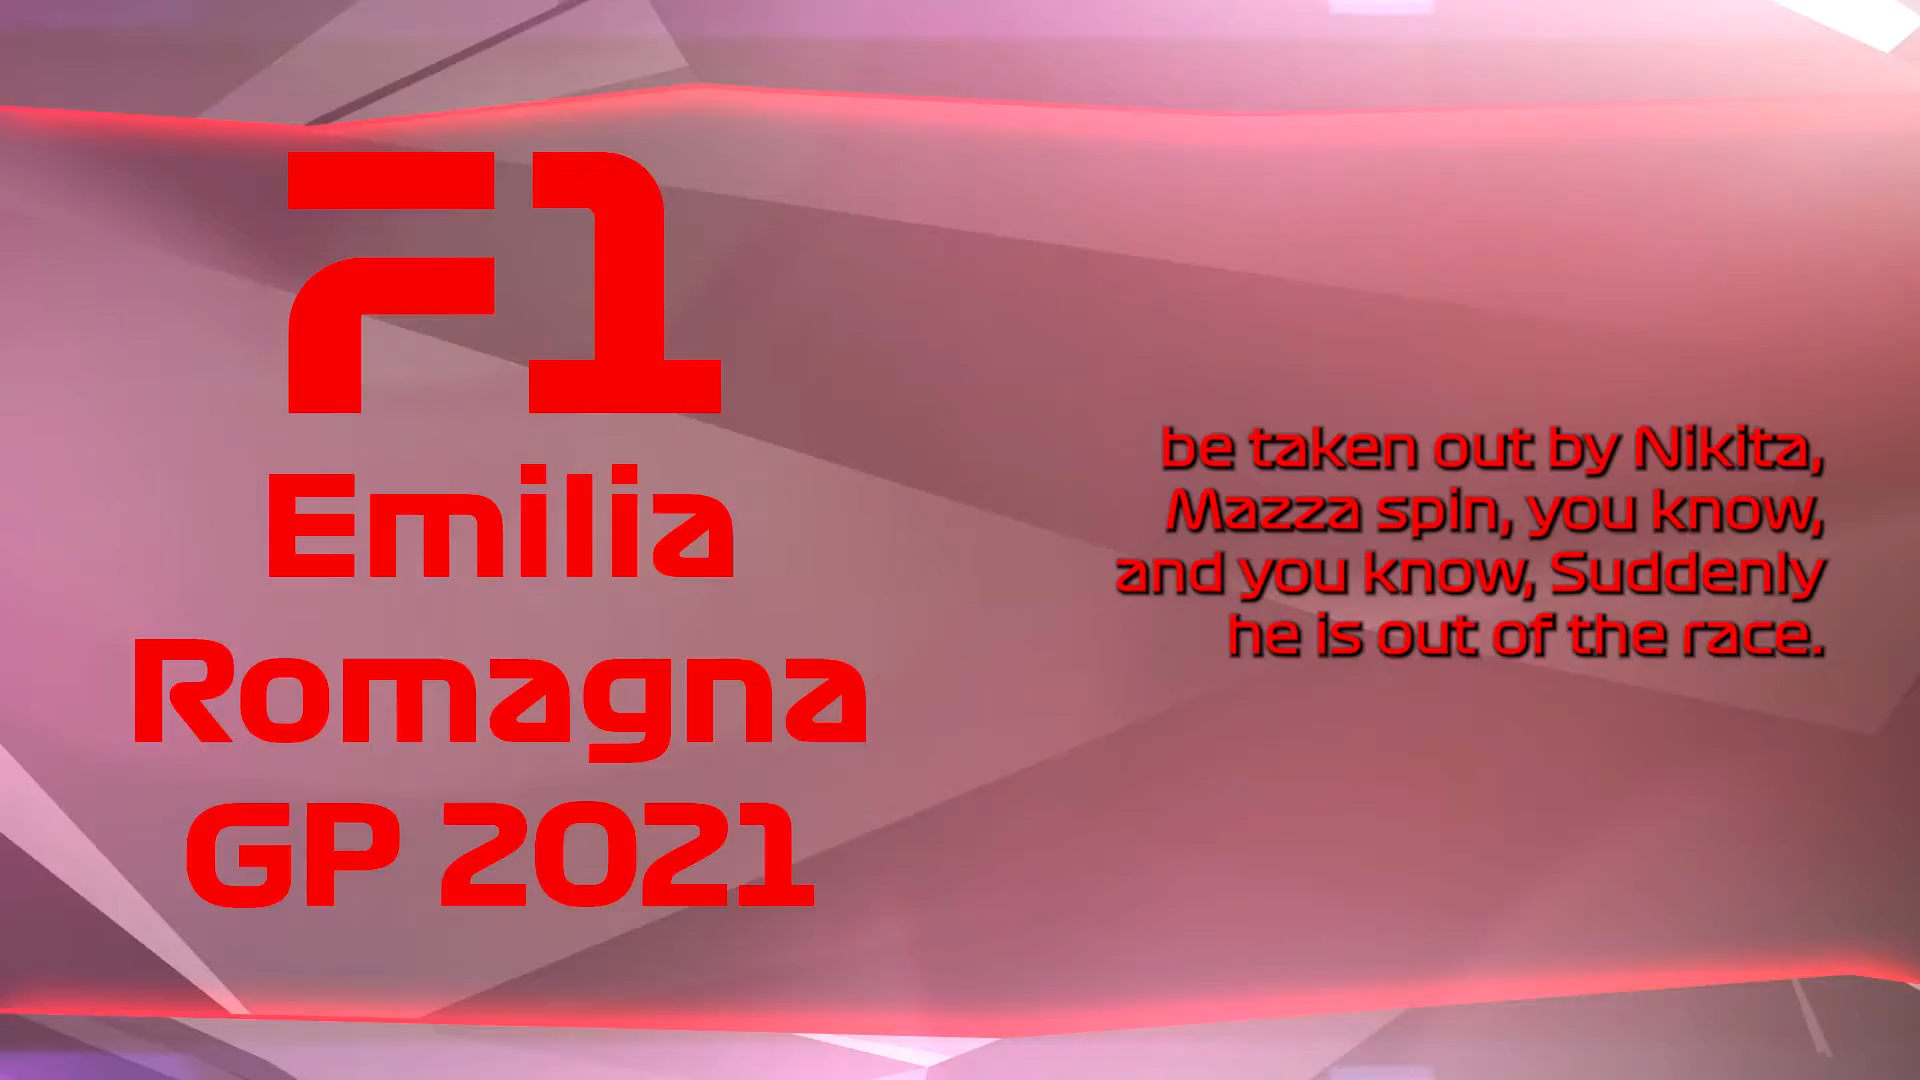 F1
Emilia
Romagna
GP 2021
be taken out by Nikita,
Mazza spin, you know,
and you know, Suddenly
he is out of the race.